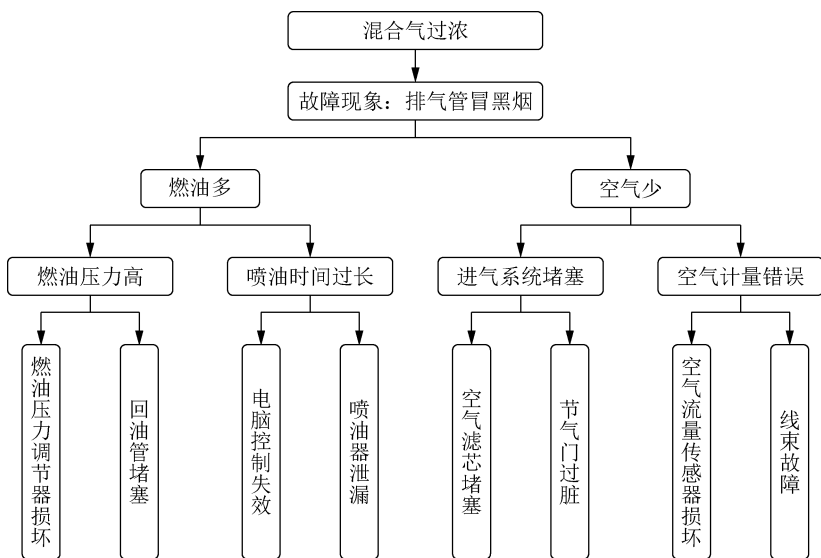 混合气过浓
故障现象：排气管冒黑烟
燃油多
空气少
燃油压力高
喷油时间过长
进气系统堵塞
空气计量错误
燃油压力调节器损坏
回油管堵塞
电脑控制失效
喷油器泄漏
空气滤芯堵塞
节气门过脏
空气流量传感器损坏
线束故障